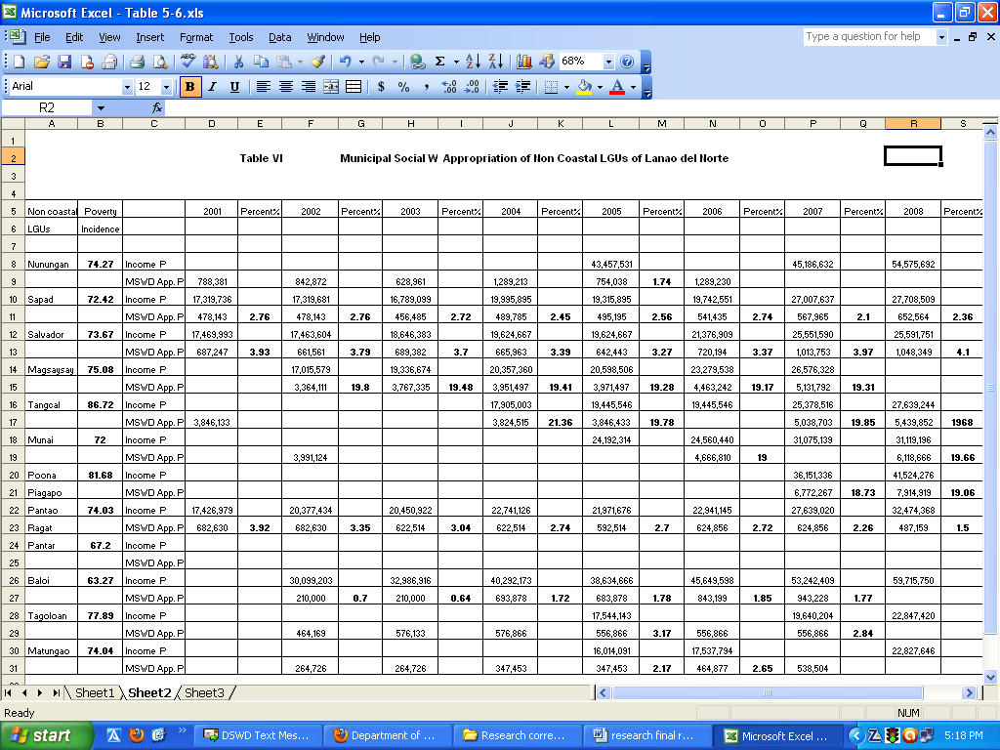 Microsoft Excel - Table 5-6.xls
File Edit View Insert Format Tools Data Window Help Type a question for help
68%
Arial 12 B I U $ % ,
R2 fx
A B C D E F G H I J K L M N O P Q R S
1
2 Table VI Municipal Social W Appropriation of Non Coastal LGUs of Lanao del Norte
3
4
5 Non coastal Poverty 2001 Percent% 2002 Percent% 2003 Percent% 2004 Percent% 2005 Percent% 2006 Percent% 2007 Percent% 2008 Percent%
6 LGUs Incidence
7
8 Nunungan 74.27 Income P 43,457,531 45,186,632 54,575,692
9 MSWD App. P 788,381 842,872 628,961 1,289,213 754,038 1.74 1,289,230
10 Sapad 72.42 Income P 17,319,736 17,319,681 16,789,099 19,995,895 19,315,895 19,742,551 27,007,637 27,708,509
11 MSWD App. P 478,143 2.76 478,143 2.76 456,485 2.72 489,785 2.45 495,195 2.56 541,435 2.74 567,965 2.1 652,564 2.36
12 Salvador 73.67 Income P 17,469,993 17,463,604 18,646,383 19,624,667 19,624,667 21,376,909 25,551,590 25,591,751
13 MSWD App. P 687,247 3.93 661,561 3.79 689,382 3.7 665,963 3.39 642,443 3.27 720,194 3.37 1,013,753 3.97 1,048,349 4.1
14 Magsaysay 75.08 Income P 17,015,579 19,336,674 20,357,360 20,598,506 23,279,538 26,576,328
15 MSWD App. P 3,364,111 19.8 3,767,335 19.48 3,951,497 19.41 3,971,497 19.28 4,463,242 19.17 5,131,792 19.31
16 Tangcal 86.72 Income P 17,905,003 19,445,546 19,445,546 25,378,516 27,639,244
17 MSWD App. P 3,846,133 3,824,515 21.36 3,846,433 19.78 5,038,703 19.85 5,439,852 1968
18 Munai 72 Income P 24,192,314 24,560,440 31,075,139 31,119,196
19 MSWD App. P 3,991,124 4,666,810 19 6,118,666 19.66
20 Poona 81.68 Income P 36,151,336 41,524,276
21 Piagapo MSWD App. P 6,772,267 18.73 7,914,919 19.06
22 Pantao 74.03 Income P 17,426,979 20,377,434 20,450,922 22,741,126 21,971,676 22,941,145 27,639,020 32,474,368
23 Ragat MSWD App. P 682,630 3.92 682,630 3.35 622,514 3.04 622,514 2.74 592,514 2.7 624,856 2.72 624,856 2.26 487,159 1.5
24 Pantar 67.2 Income P
25 MSWD App. P
26 Baloi 63.27 Income P 30,099,203 32,986,916 40,292,173 38,634,666 45,649,598 53,242,409 59,715,750
27 MSWD App. P 210,000 0.7 210,000 0.64 693,878 1.72 683,878 1.78 843,199 1.85 943,228 1.77
28 Tagoloan 77.89 Income P 17,544,143 19,640,204 22,847,420
29 MSWD App. P 464,169 576,133 576,866 556,866 3.17 556,866 556,866 2.84
30 Matungao 74.04 Income P 16,014,091 17,537,794 22,827,646
31 MSWD App. P 264,726 264,726 347,453 347,453 2.17 464,877 2.65 538,504
Sheet1 Sheet2 Sheet3
Ready NUM
start DSWD Text Mes... Department of ... Research corre... research final r... Microsoft Excel ... 5:18 PM